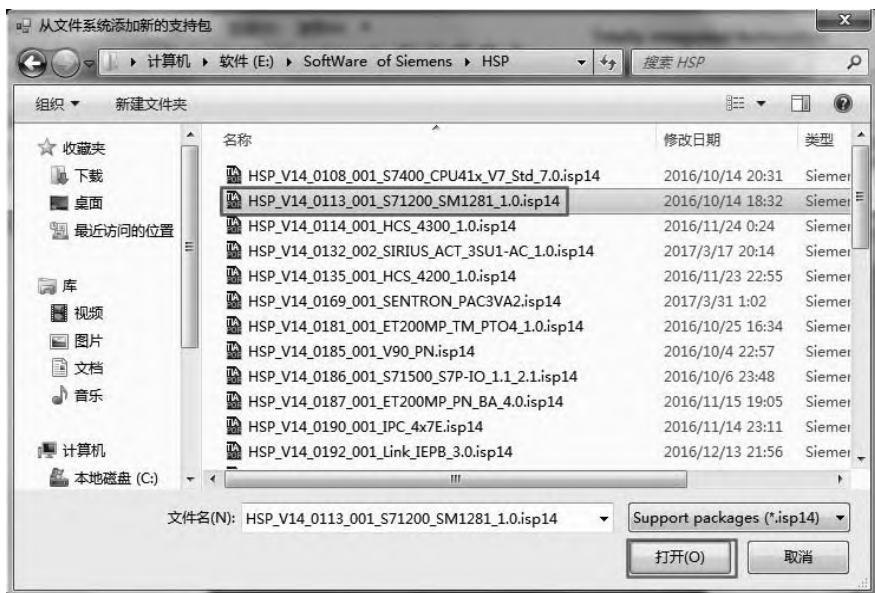 从文件系统添加新的支持包
计算机 ▸ 软件 (E:) ▸ SoftWare of Siemens ▸ HSP
搜索 HSP
组织 新建文件夹
名称 修改日期 类型
收藏夹
下载
桌面
最近访问的位置
库
视频
图片
文档
音乐
计算机
本地磁盘 (C:)
HSP_V14_0108_001_S7400_CPU41x_V7_Std_7.0.isp14 2016/10/14 20:31 Siemer
HSP_V14_0113_001_S71200_SM1281_1.0.isp14 2016/10/14 18:32 Siemer
HSP_V14_0114_001_HCS_4300_1.0.isp14 2016/11/24 0:24 Siemer
HSP_V14_0132_002_SIRIUS_ACT_3SU1-AC_1.0.isp14 2017/3/17 20:14 Siemer
HSP_V14_0135_001_HCS_4200_1.0.isp14 2016/11/23 22:55 Siemer
HSP_V14_0169_001_SENTRON_PAC3VA2.isp14 2017/3/31 1:02 Siemer
HSP_V14_0181_001_ET200MP_TM_PTO4_1.0.isp14 2016/10/25 16:34 Siemer
HSP_V14_0185_001_V90_PN.isp14 2016/10/4 22:57 Siemer
HSP_V14_0186_001_S71500_S7P-IO_1.1_2.1.isp14 2016/10/6 23:48 Siemer
HSP_V14_0187_001_ET200MP_PN_BA_4.0.isp14 2016/11/15 19:05 Siemer
HSP_V14_0190_001_IPC_4x7E.isp14 2016/11/14 23:11 Siemer
HSP_V14_0192_001_Link_IEPB_3.0.isp14 2016/12/13 21:56 Siemer
文件名(N): HSP_V14_0113_001_S71200_SM1281_1.0.isp14
Support packages (*.isp14)
打开(O) 取消